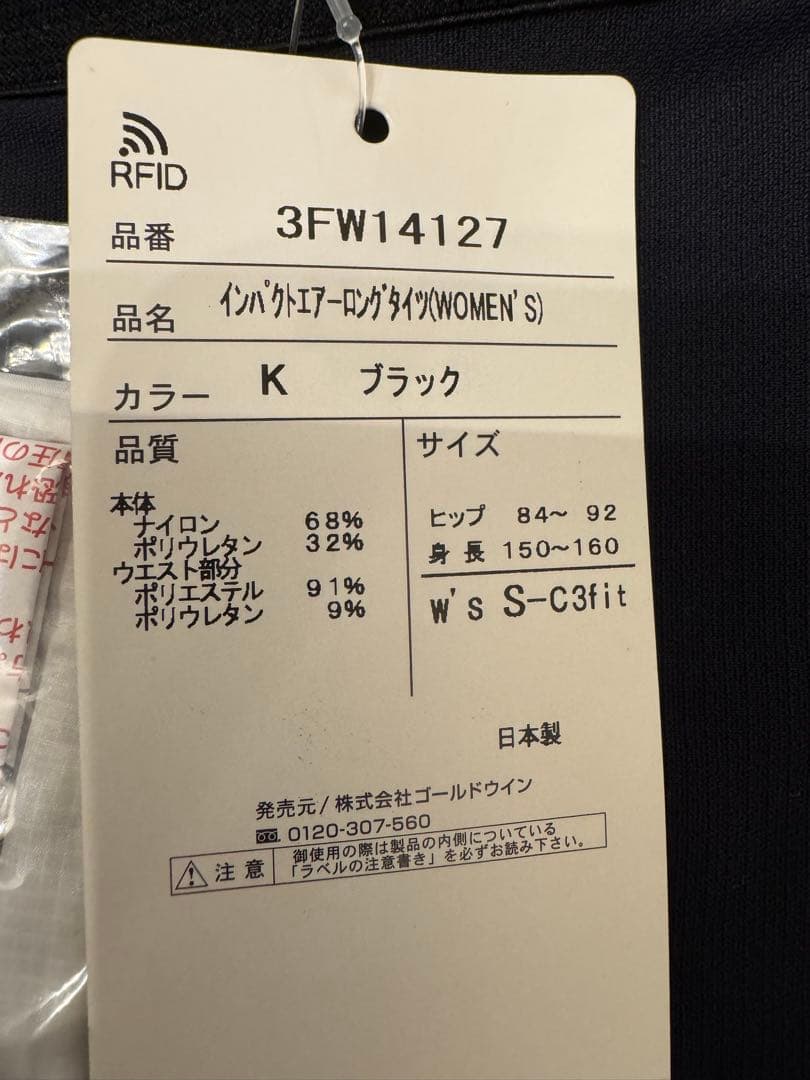 RFID
品番 3FW14127
品名 インパクトエアーロングタイツ(WOMEN'S)
カラー K ブラック
品質
本体
ナイロン 68%
ポリウレタン 32%
ウエスト部分
ポリエステル 91%
ポリウレタン 9%
サイズ
ヒップ 84〜 92
身長 150〜160
W's S-C3fit
日本製
発売元/株式会社ゴールドウイン
0120-307-560
注意 御使用の際は製品の内側についている
「ラベルの注意書き」を必ずお読み下さい。